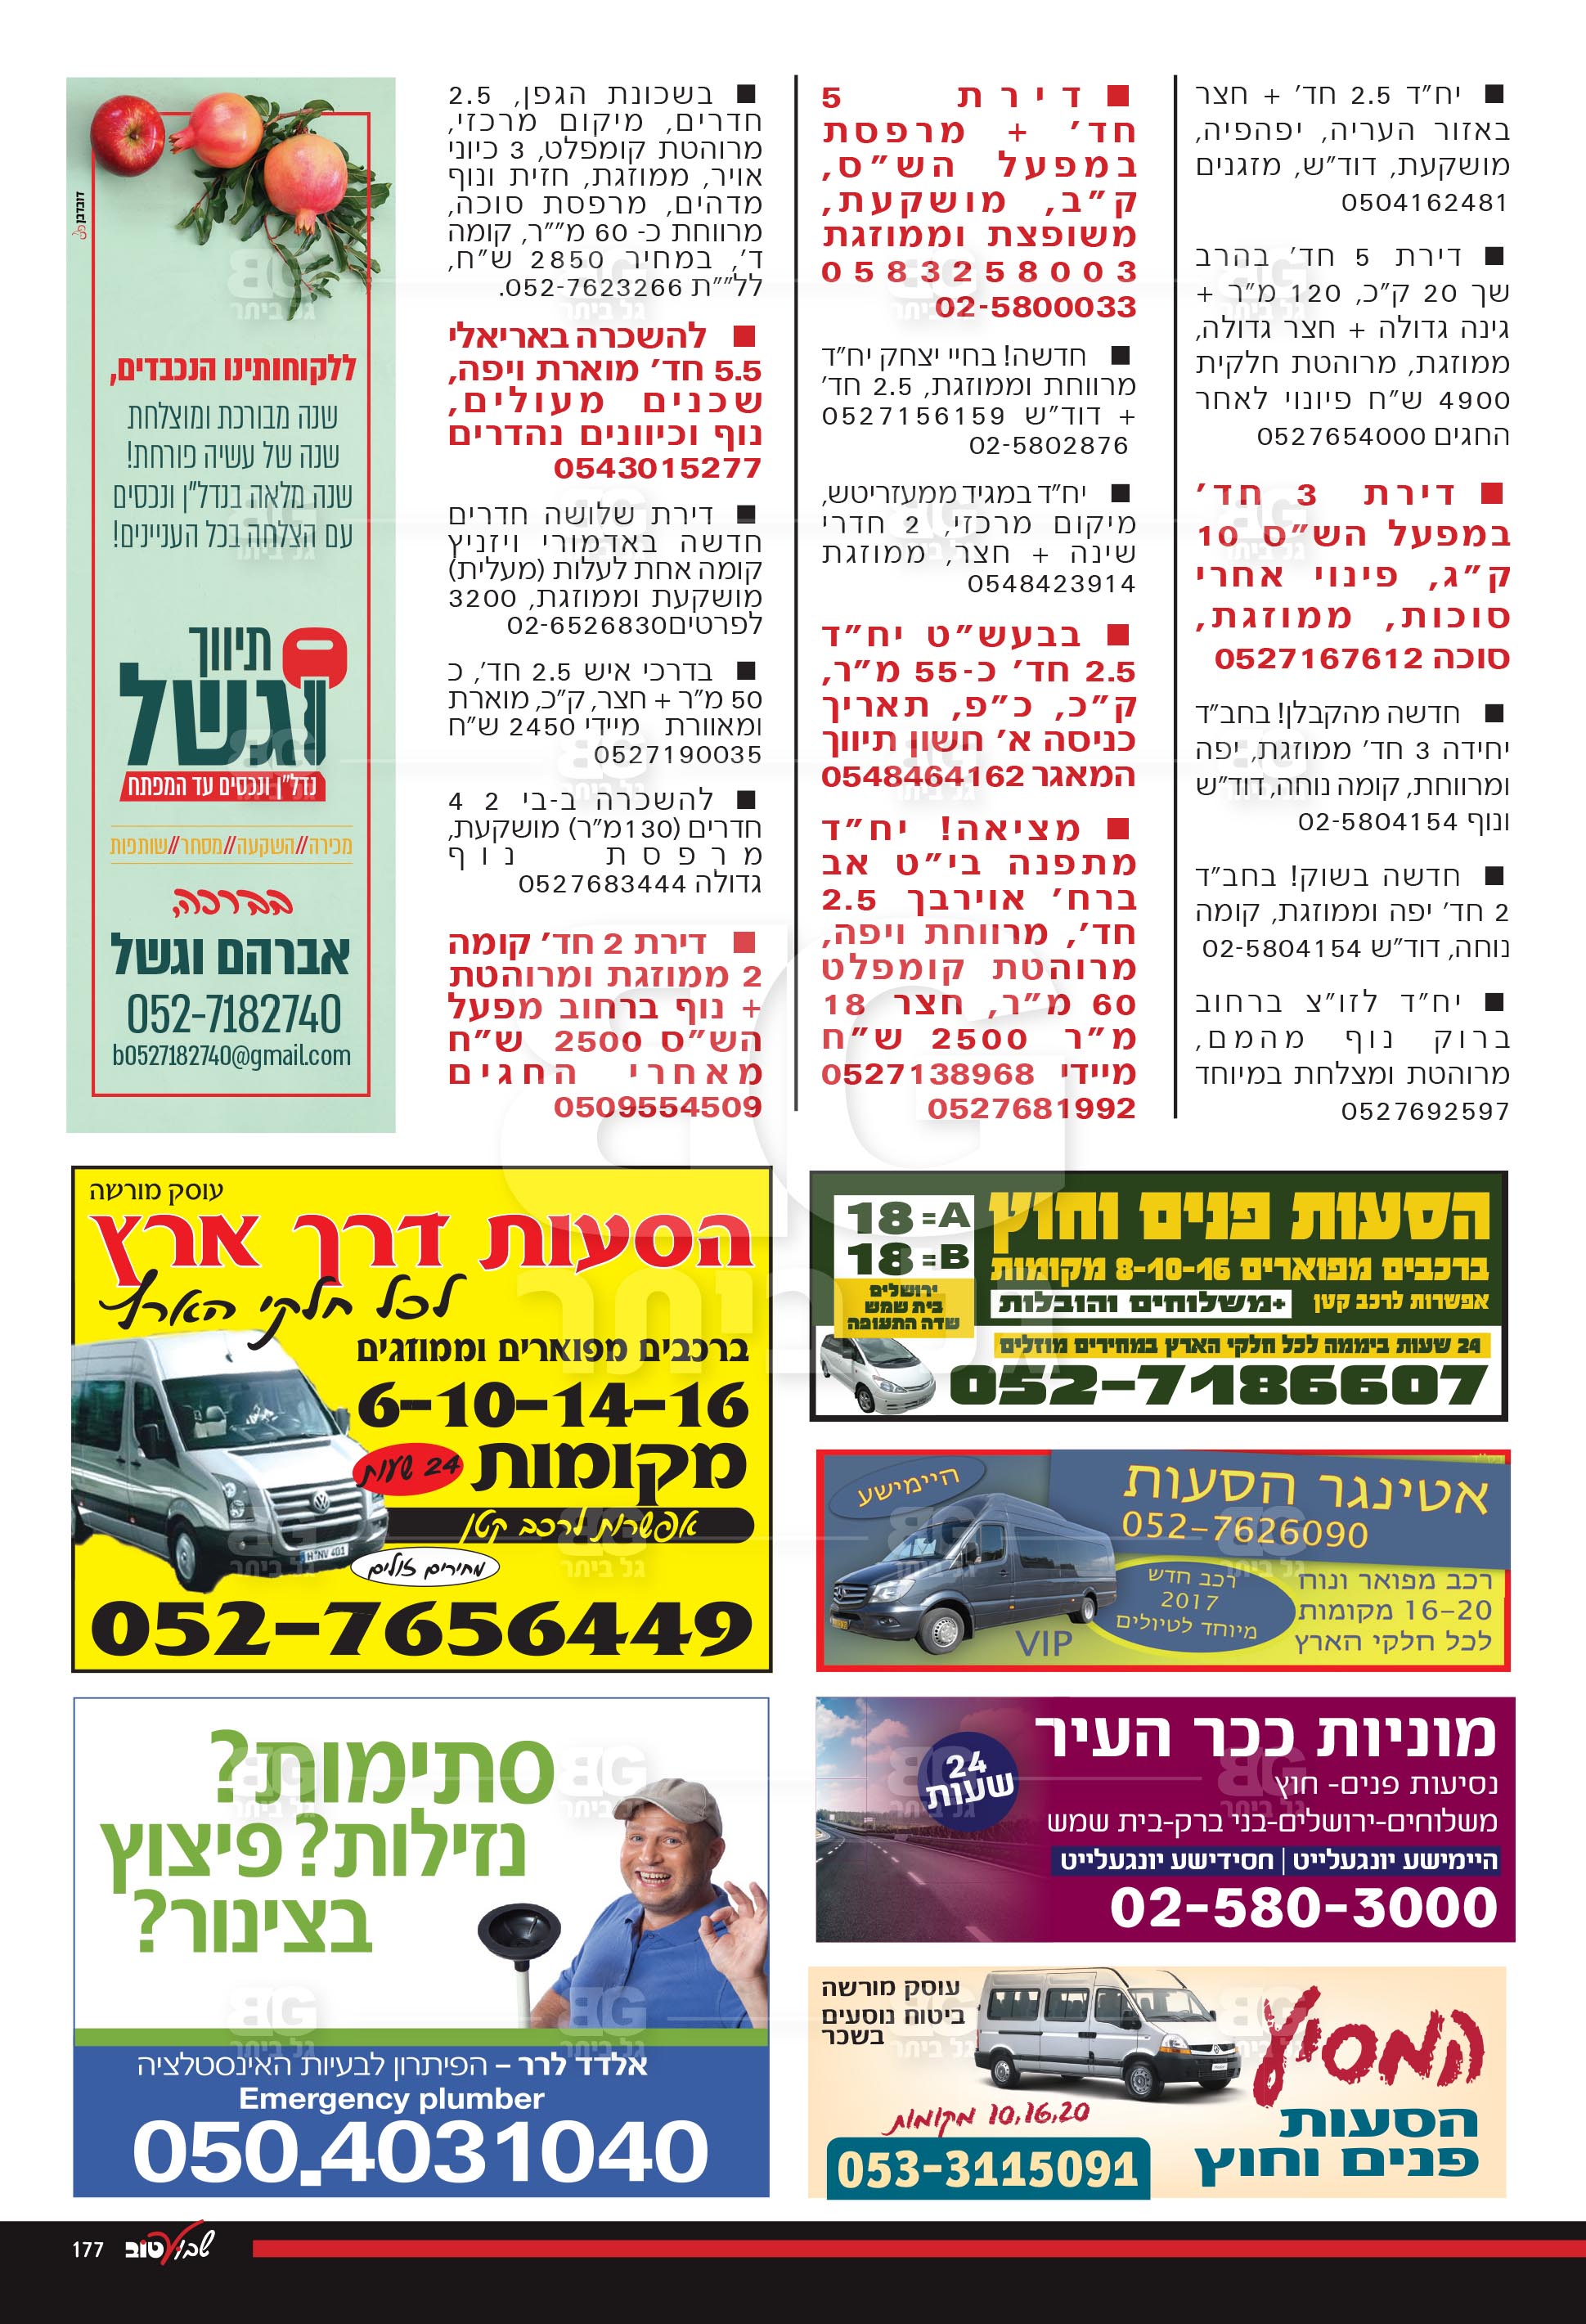 ■ יח"ד 2.5 חד' + חצר
באזור העריה, יפהפיה,
מושקעת, דוד"ש, מזגנים
0504162481
■ דירת 5 חד' בהרב
שך 20 ק"כ, 120 מ"ר +
גינה גדולה + חצר גדולה,
ממוזגת, מרוהטת חלקית
4900 ש"ח פיונוי לאחר
החגים 0527654000
■ דירת 3 חד'
במפעל הש"ס 10
ק"ג, פינוי אחרי
סוכות, ממוזגת,
סוכה 0527167612
■ חדשה מהקבלן! בחב"ד
יחידה 3 חד' ממוזגת, יפה
ומרווחת, קומה נוחה, דוד"ש
ונוף 02-5804154
■ חדשה בשוק! בחב"ד
2 חד' יפה וממוזגת, קומה
נוחה, דוד"ש 02-5804154
■ יח"ד לזו"צ ברחוב
ברוק נוף מהמם,
מרוהטת ומצלחת במיוחד
0527692597
■ דירת 5
חד' + מרפסת
במפעל הש"ס,
ק"ב, מושקעת,
משופצת וממוזגת
0583258003
02-5800033
■ חדשה! בחיי יצחק יח"ד
מרווחת וממוזגת, 2.5 חד'
+ דוד"ש 0527156159
02-5802876
■ יח"ד במגיד ממעזריטש,
מיקום מרכזי, 2 חדרי
שינה + חצר, ממוזגת
0548423914
■ בבעש"ט יח"ד
2.5 חד' כ-55 מ"ר,
ק"כ, כ"פ, תאריך
כניסה א' חשון תיווך
המאגר 0548464162
■ מציאה! יח"ד
מתפנה בי"ט אב
ברח' אוירבך 2.5
חד', מרווחת ויפה,
מרוהטת קומפלט
60 מ"ר, חצר 18
מ"ר 2500 ש"ח
מיידי 0527138968
0527681992
■ בשכונת הגפן, 2.5
חדרים, מיקום מרכזי,
מרוהטת קומפלט, 3 כיוני
אויר, ממוזגת, חזית ונוף
מדהים, מרפסת סוכה,
מרווחת כ- 60 מ""ר, קומה
ד', במחיר 2850 ש"ח,
לל""ת 052-7623266.
■ להשכרה באריאלי
5.5 חד' מוארת ויפה,
שכנים מעולים,
נוף וכיוונים נהדרים
0543015277
■ דירת שלושה חדרים
חדשה באדמורי ויזניץ
קומה אחת לעלות (מעלית)
מושקעת וממוזגת, 3200
לפרטים02-6526830
■ בדרכי איש 2.5 חד', כ
50 מ"ר + חצר, ק"כ, מוארת
ומאוורת מיידי 2450 ש"ח
0527190035
■ להשכרה ב-בי 2 4
חדרים (130מ"ר) מושקעת,
מרפסת נוף
גדולה 0527683444
■ דירת 2 חד' קומה
2 ממוזגת ומרוהטת
+ נוף ברחוב מפעל
הש"ס 2500 ש"ח
מאחרי החגים
0509554509
דובדבן
ללקוחותינו הנכבדים,
שנה מבורכת ומוצלחת
שנה של עשיה פורחת!
שנה מלאה בנדל"ן ונכסים
עם הצלחה בכל העניינים!
תיווך
וגשל
נדל"ן ונכסים עד המפתח
מכירה//השקעה//מסחר//שותפות
בברכה,
אברהם וגשל
052-7182740
b0527182740@gmail.com
הסעות פנים וחוץ
ברכבים מפוארים 8-10-16 מקומות
אפשרות לרכב קטן +משלוחים והובלות
18=A
18=B
ירושלים
בית שמש
שדה התעופה
24 שעות ביממה לכל חלקי הארץ במחירים מוזלים
052-7186607
עוסק מורשה
הסעות דרך ארץ
לכל חלקי הארץ
ברכבים מפוארים וממוזגים
6-10-14-16
מקומות
24 שעות
אפשרות לרכב קטן
מחירים זולים
H·NV 401
052-7656449
בס"ד
אטינגר הסעות
היימישע
052-7626090
רכב מפואר ונוח
16-20 מקומות
לכל חלקי הארץ
רכב חדש
2017
מיוחד לטיולים
VIP
מוניות ככר העיר
24
שעות
נסיעות פנים- חוץ
משלוחים-ירושלים-בני ברק-בית שמש
היימישע יונגעלייט | חסידישע יונגעלייט
02-580-3000
סתימות?
נזילות? פיצוץ
בצינור?
אלדד לרר – הפיתרון לבעיות האינסטלציה
Emergency plumber
050.4031040
עוסק מורשה
ביטוח נוסעים
בשכר
המסיע
הסעות
פנים וחוץ
10,16,20 מקומות
053-3115091
BG
גל ביתר
177 שבוע טוב